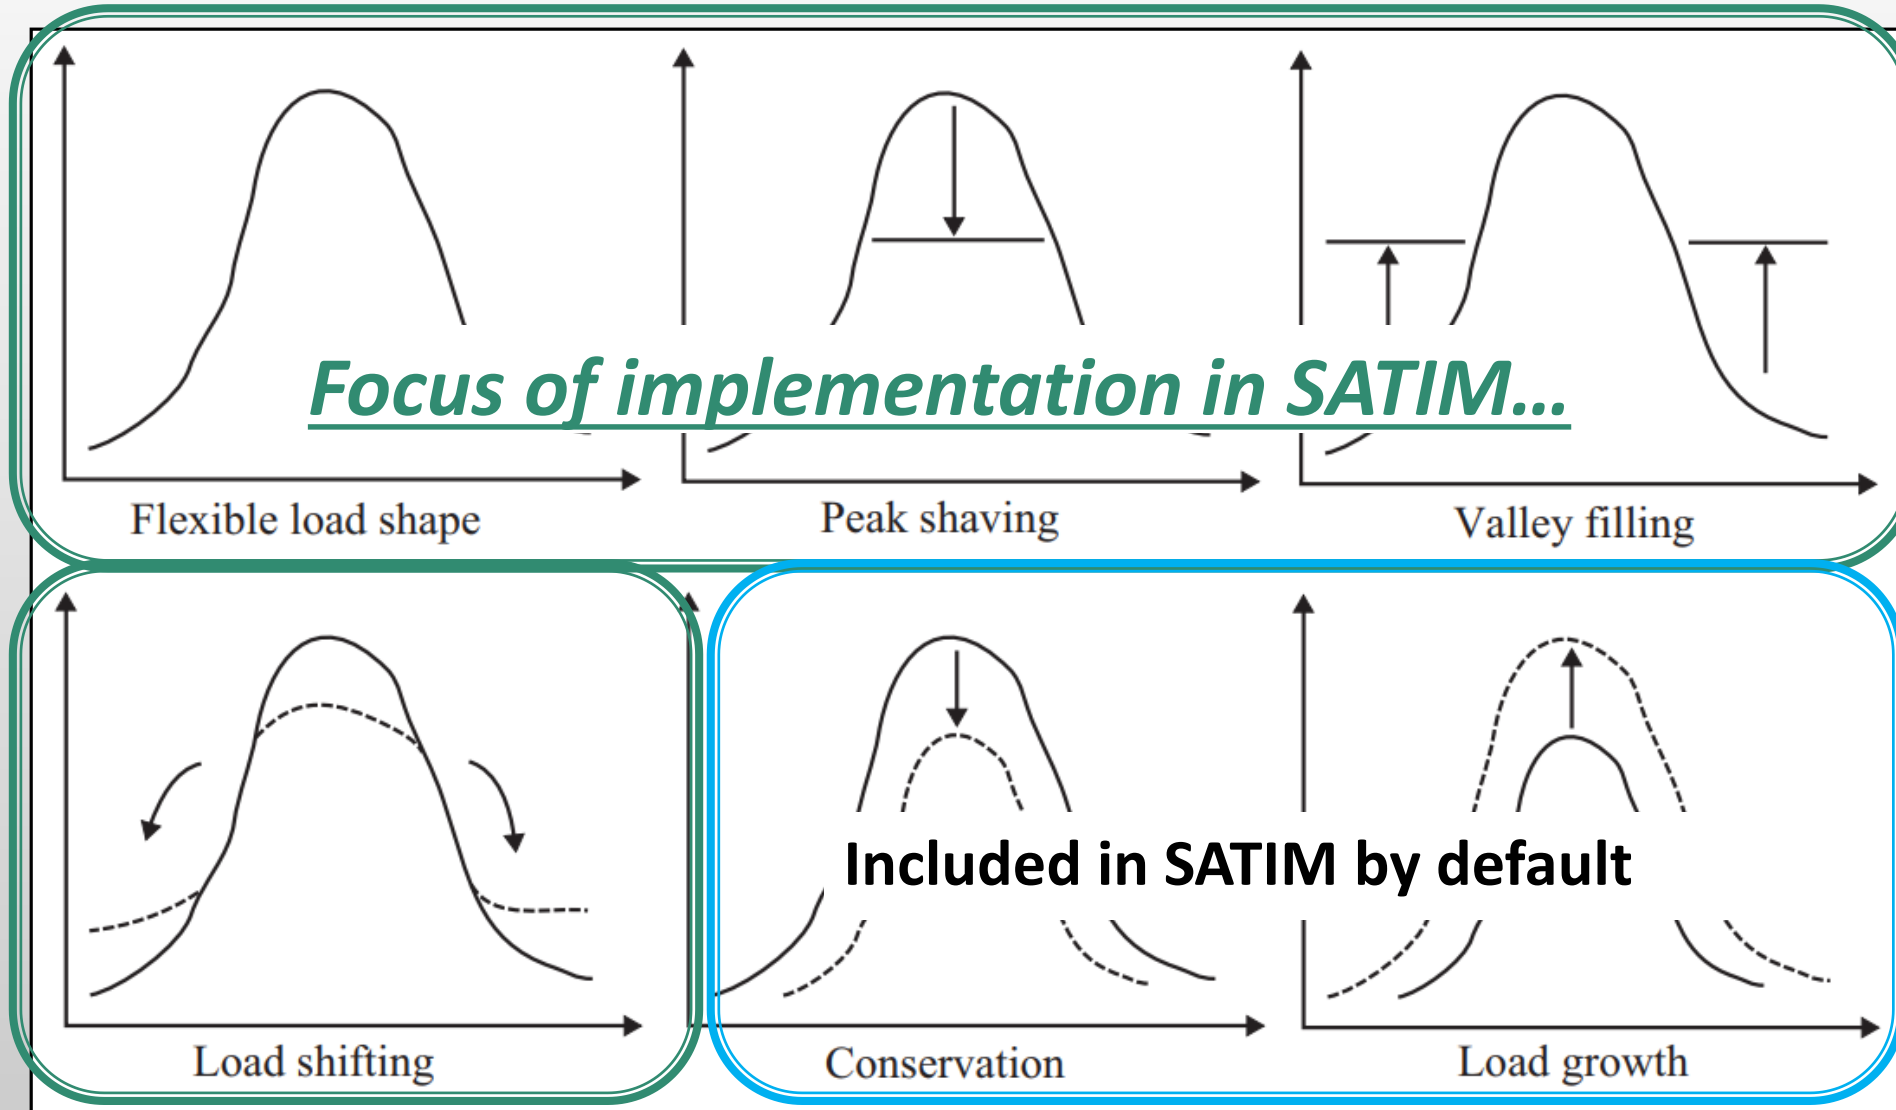 Focus of implementation in SATIM...
Flexible load shape
Peak shaving
Valley filling
Included in SATIM by default
Load shifting
Conservation
Load growth